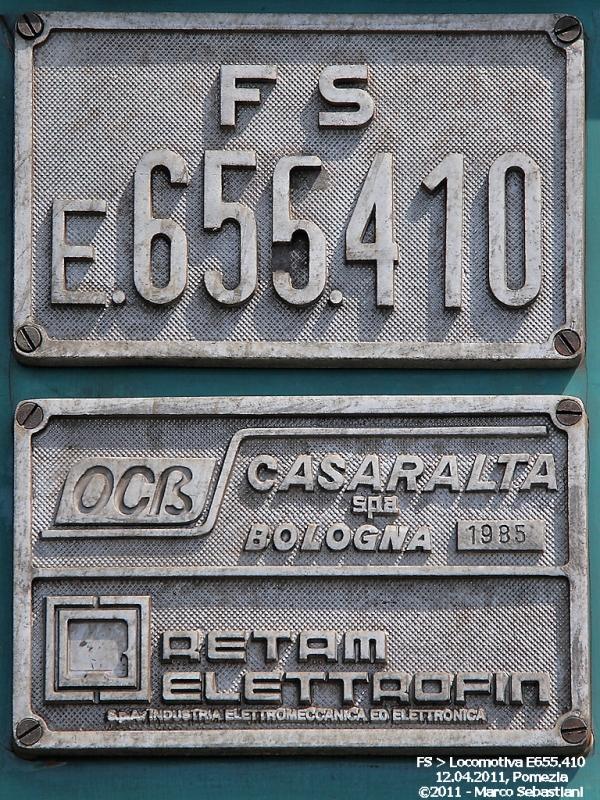 FS
E.655.410
OCB
CASARALTA
spa
BOLOGNA 1985
RETAM
ELETTROFIN
S.p.A. INDUSTRIA ELETTROMECCANICA ED ELETTRONICA
FS > Locomotiva E655.410
12.04.2011, Pomezia
©2011 - Marco Sebastiani